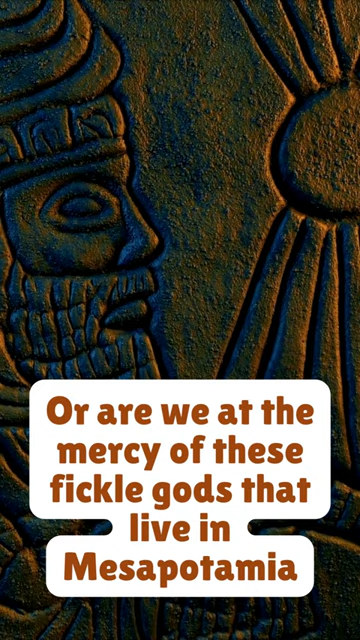 Or are we at the
mercy of these
fickle gods that
live in
Mesapotamia